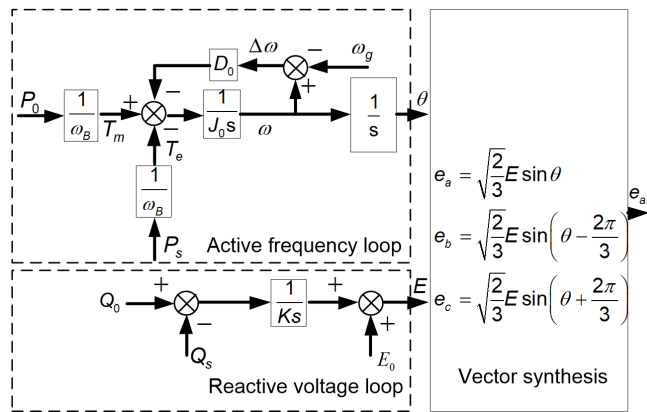 D₀
Δω
−
ω_g
−
+
P₀
1/ω_B
+
T_m
−
T_e
1/(J₀s)
ω
1/s
θ
1/ω_B
P_s
Active frequency loop
Q₀
+
−
Q_s
1/(Ks)
+
+
E₀
E
Reactive voltage loop
e_a = √(2/3) E sin θ
e_b = √(2/3) E sin(θ − 2π/3)
e_c = √(2/3) E sin(θ + 2π/3)
Vector synthesis